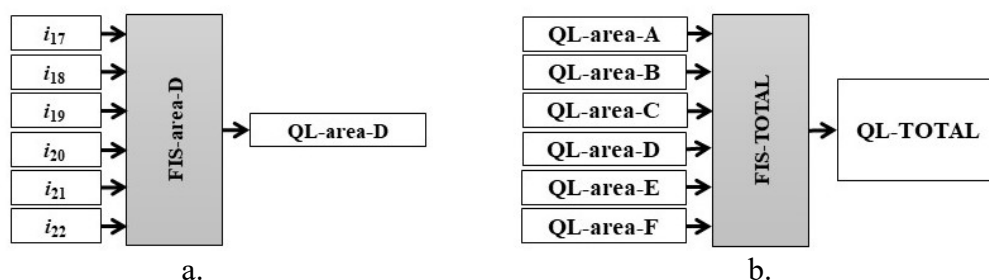 i17
i18
i19
i20
i21
i22
FIS-area-D
QL-area-D
a.
QL-area-A
QL-area-B
QL-area-C
QL-area-D
QL-area-E
QL-area-F
FIS-TOTAL
QL-TOTAL
b.